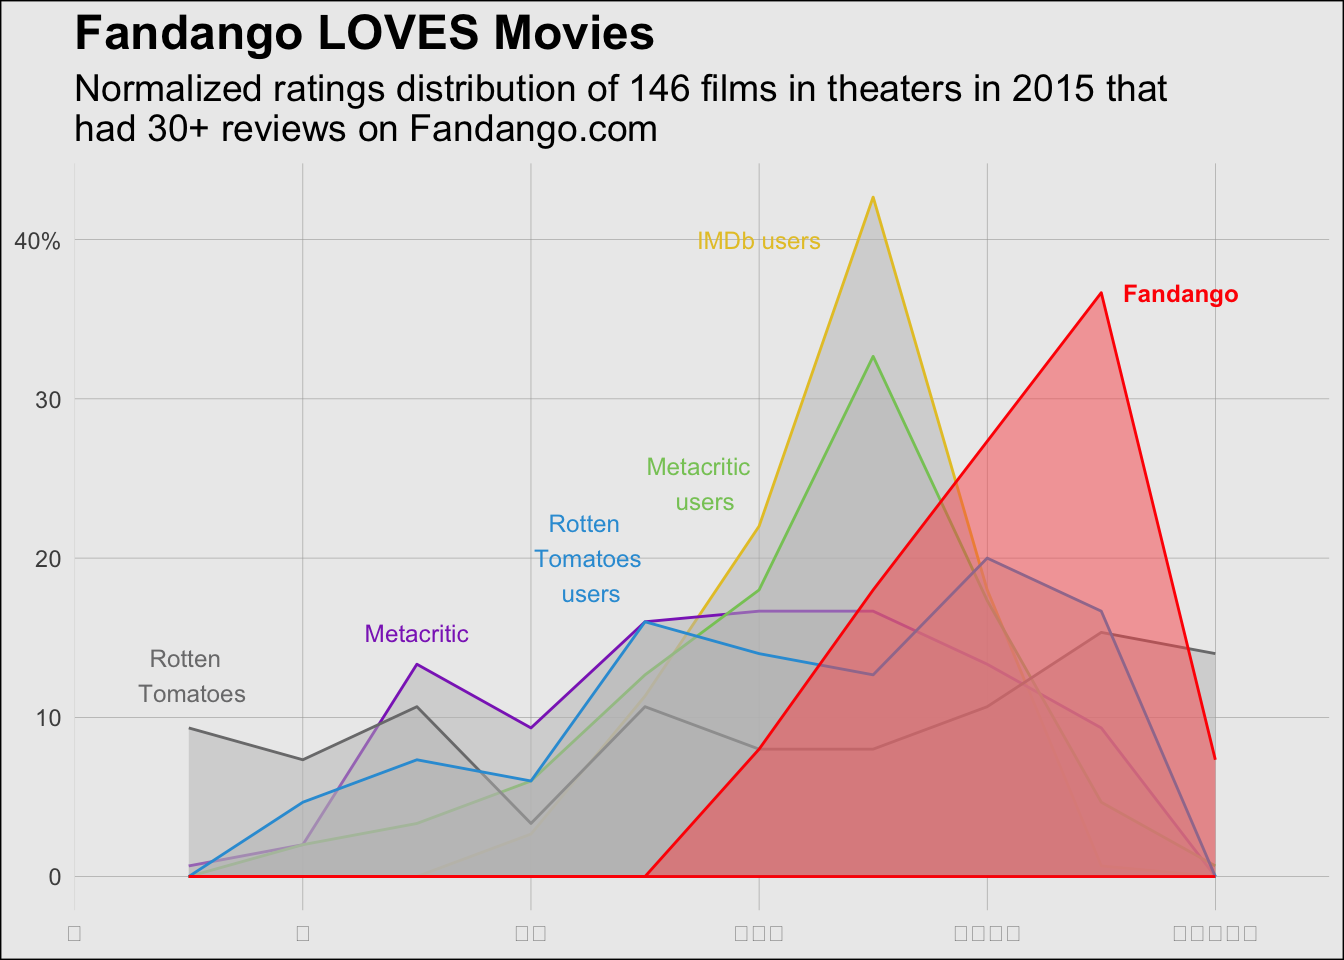 Fandango LOVES Movies
Normalized ratings distribution of 146 films in theaters in 2015 that
had 30+ reviews on Fandango.com
40%
30
20
10
0
IMDb users
Fandango
Metacritic
users
Rotten
Tomatoes
users
Metacritic
Rotten
Tomatoes